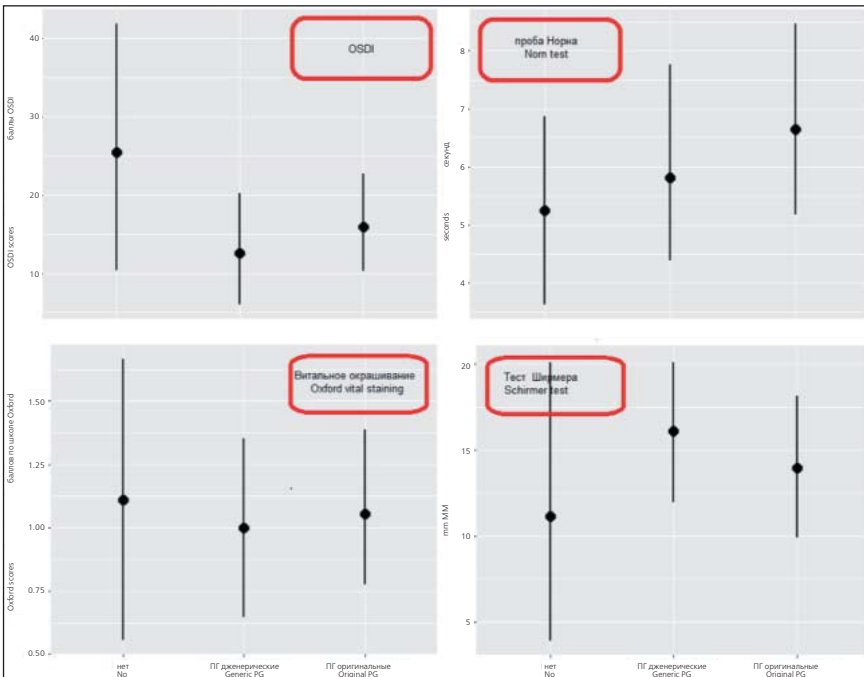 OSDI
баллы OSDI
OSDI scores
40
30
20
10
проба Норна
Norn test
секунд
seconds
8
7
6
5
4
Витальное окрашивание
Oxford vital staining
баллов по шкале Oxford
Oxford scores
1.50
1.25
1.00
0.75
0.50
нет
No
ПГ дженерические
Generic PG
ПГ оригинальные
Original PG
Тест Ширмера
Schirmer test
mm ММ
20
15
10
5
нет
No
ПГ дженерические
Generic PG
ПГ оригинальные
Original PG